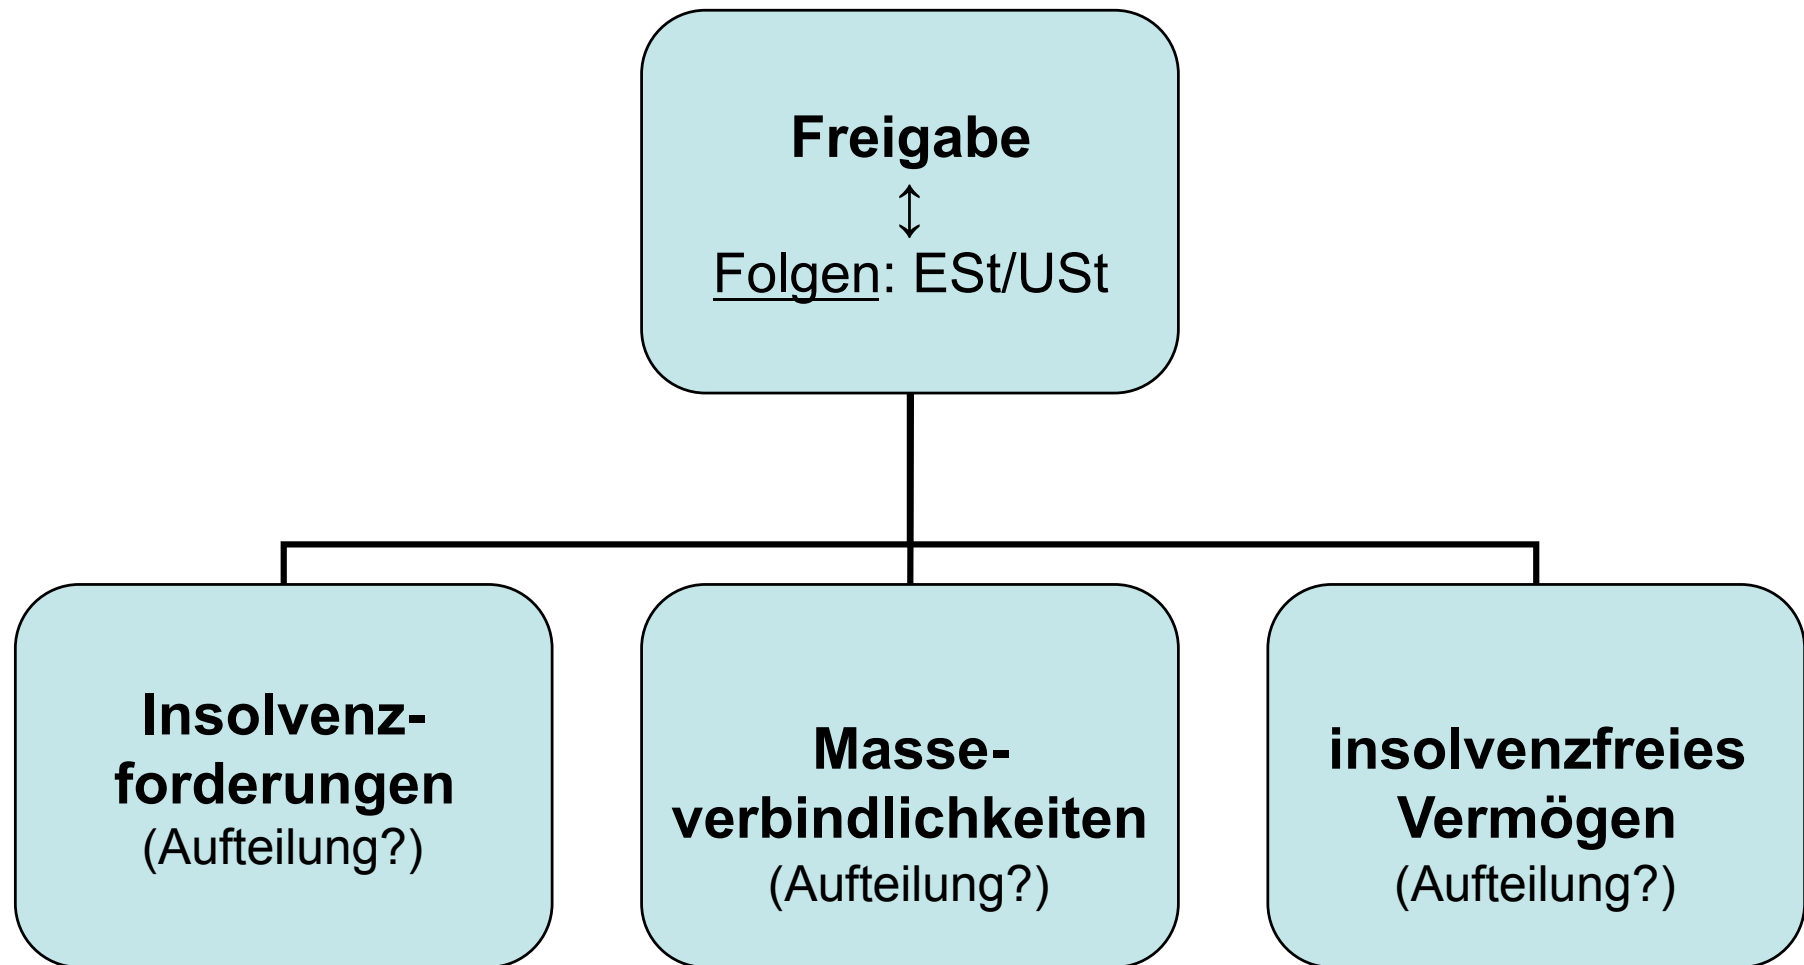 Freigabe
↕
Folgen: ESt/USt
Insolvenz-
forderungen
(Aufteilung?)
Masse-
verbindlichkeiten
(Aufteilung?)
insolvenzfreies
Vermögen
(Aufteilung?)